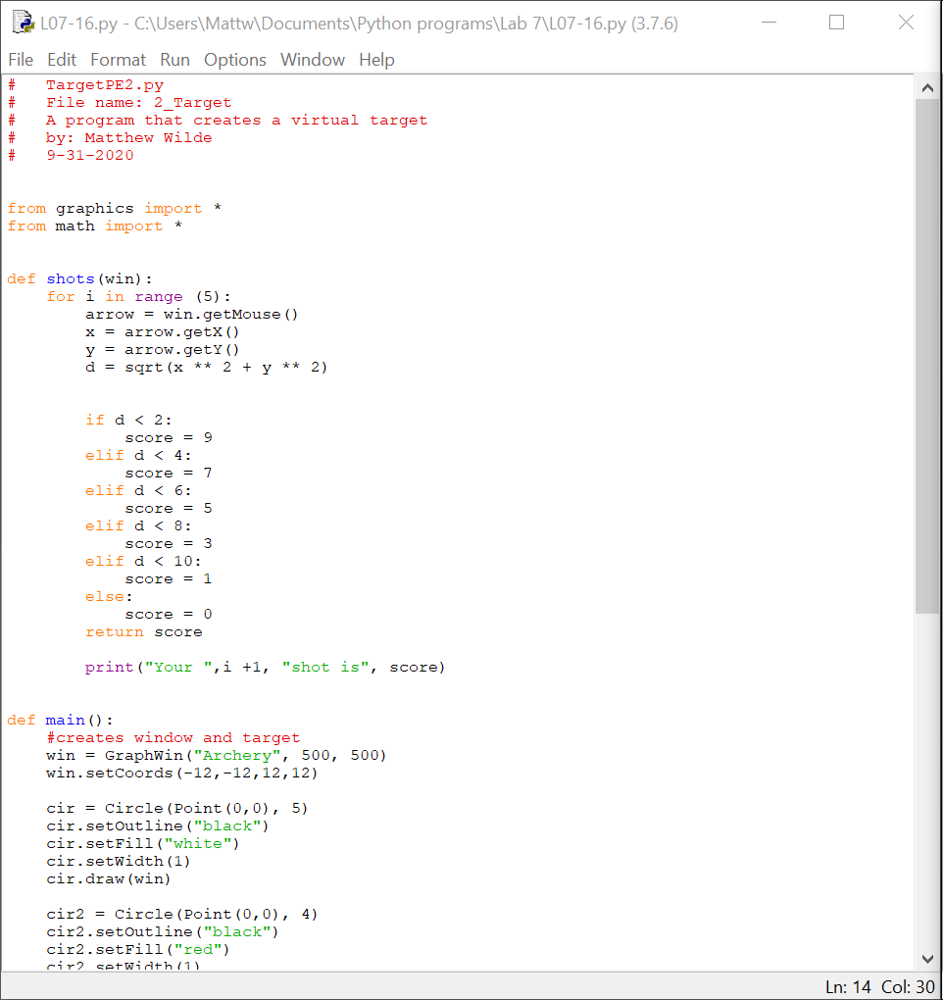 L07-16.py - C:\Users\Mattw\Documents\Python programs\Lab 7\L07-16.py (3.7.6)
File Edit Format Run Options Window Help
#   TargetPE2.py
#   File name: 2_Target
#   A program that creates a virtual target
#   by: Matthew Wilde
#   9-31-2020
from graphics import *
from math import *
def shots(win):
    for i in range (5):
        arrow = win.getMouse()
        x = arrow.getX()
        y = arrow.getY()
        d = sqrt(x ** 2 + y ** 2)
        if d < 2:
            score = 9
        elif d < 4:
            score = 7
        elif d < 6:
            score = 5
        elif d < 8:
            score = 3
        elif d < 10:
            score = 1
        else:
            score = 0
        return score
        print("Your ",i +1, "shot is", score)
def main():
    #creates window and target
    win = GraphWin("Archery", 500, 500)
    win.setCoords(-12,-12,12,12)
    cir = Circle(Point(0,0), 5)
    cir.setOutline("black")
    cir.setFill("white")
    cir.setWidth(1)
    cir.draw(win)
    cir2 = Circle(Point(0,0), 4)
    cir2.setOutline("black")
    cir2.setFill("red")
    cir2.setWidth(1)
Ln: 14 Col: 30